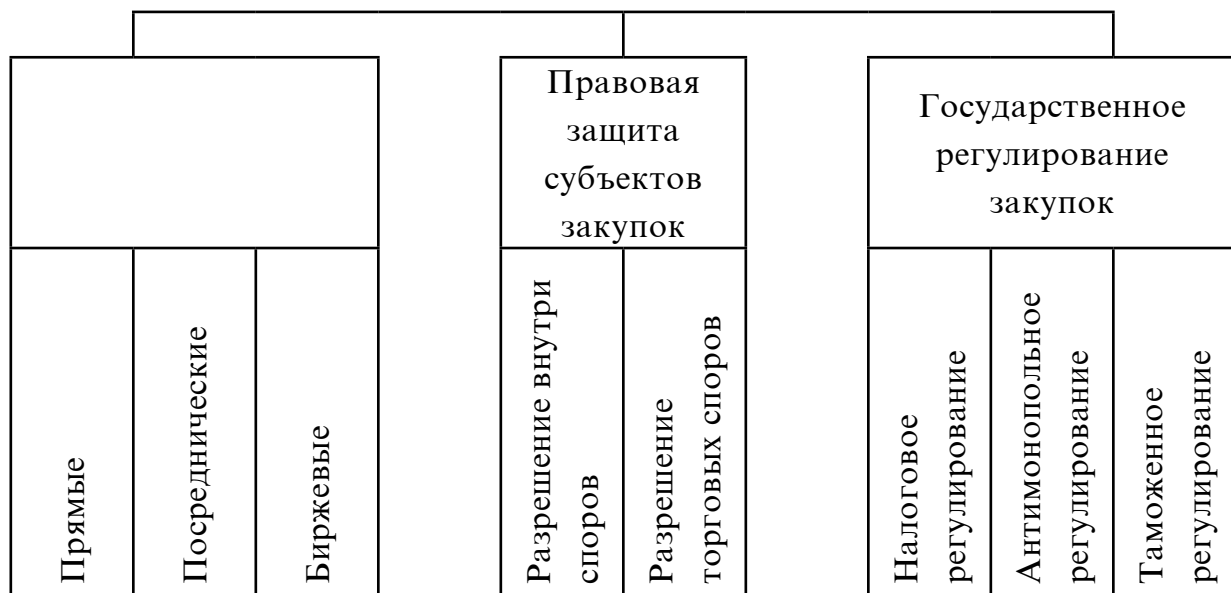 Правовая
защита
субъектов
закупок
Государственное
регулирование
закупок
Прямые
Посреднические
Биржевые
Разрешение внутри
споров
Разрешение
торговых споров
Налоговое
регулирование
Антимонопольное
регулирование
Таможенное
регулирование